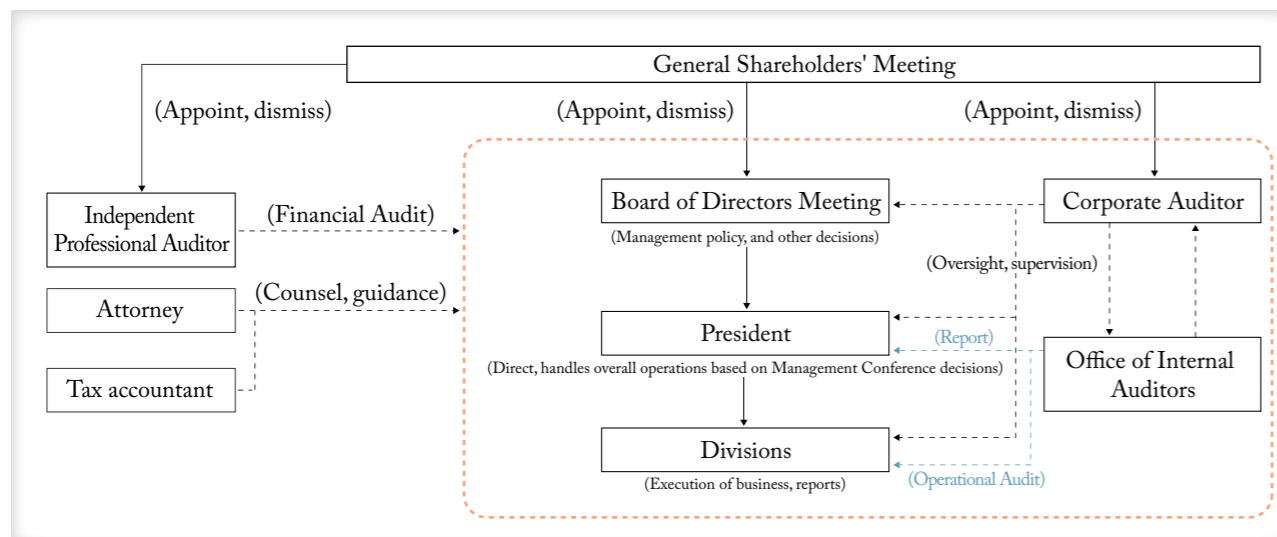 General Shareholders' Meeting
(Appoint, dismiss)
(Appoint, dismiss)
(Appoint, dismiss)
Independent
Professional Auditor
(Financial Audit)
Board of Directors Meeting
(Management policy, and other decisions)
Corporate Auditor
(Oversight, supervision)
Attorney
(Counsel, guidance)
Tax accountant
President
(Direct, handles overall operations based on Management Conference decisions)
(Report)
Office of Internal
Auditors
Divisions
(Execution of business, reports)
(Operational Audit)